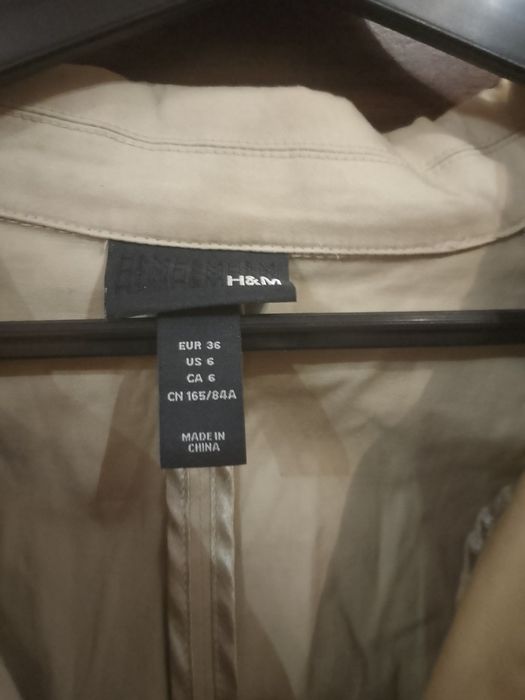 H&M
EUR 36
US 6
CA 6
CN 165/84A
MADE IN
CHINA